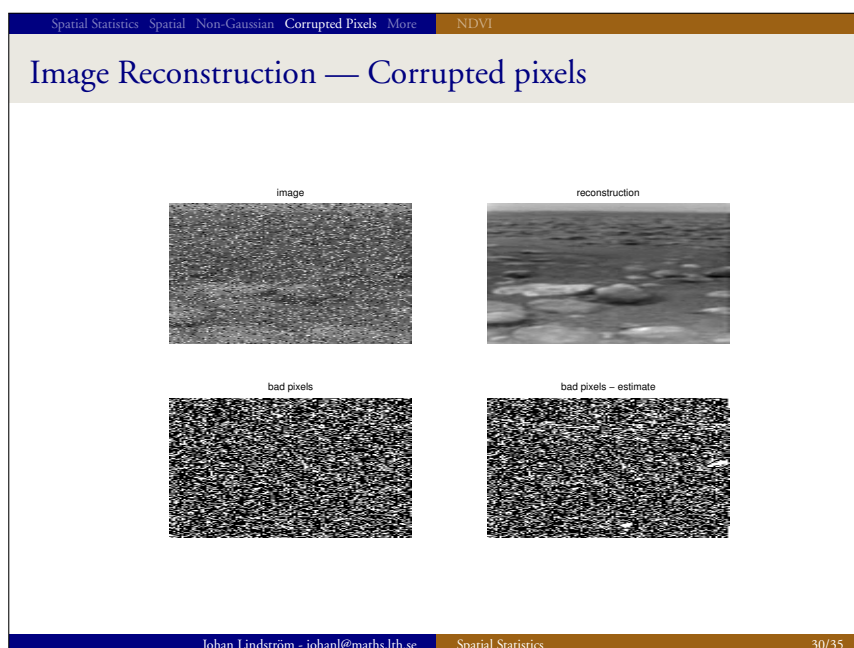 Spatial Statistics Spatial Non-Gaussian Corrupted Pixels More NDVI
Image Reconstruction — Corrupted pixels
image
reconstruction
bad pixels
bad pixels – estimate
Johan Lindström - johanl@maths.lth.se Spatial Statistics 30/35